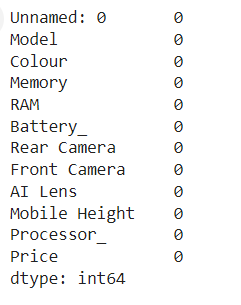 Unnamed: 0 0
Model 0
Colour 0
Memory 0
RAM 0
Battery_ 0
Rear Camera 0
Front Camera 0
AI Lens 0
Mobile Height 0
Processor_ 0
Price 0
dtype: int64